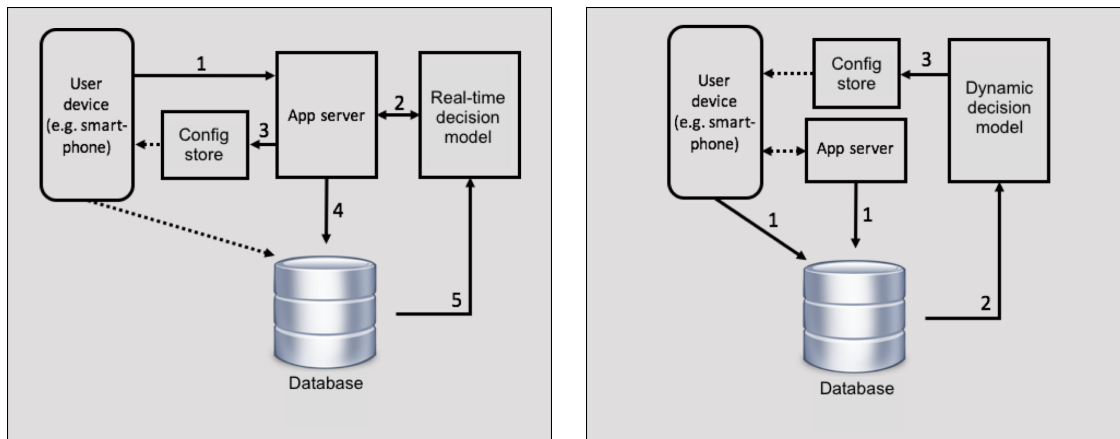 1
User
device
(e.g. smart-
phone)
App server
2
Real-time
decision
model
Config
store
3
4
5
Database
User
device
(e.g. smart-
phone)
Config
store
3
Dynamic
decision
model
App server
1
1
2
Database